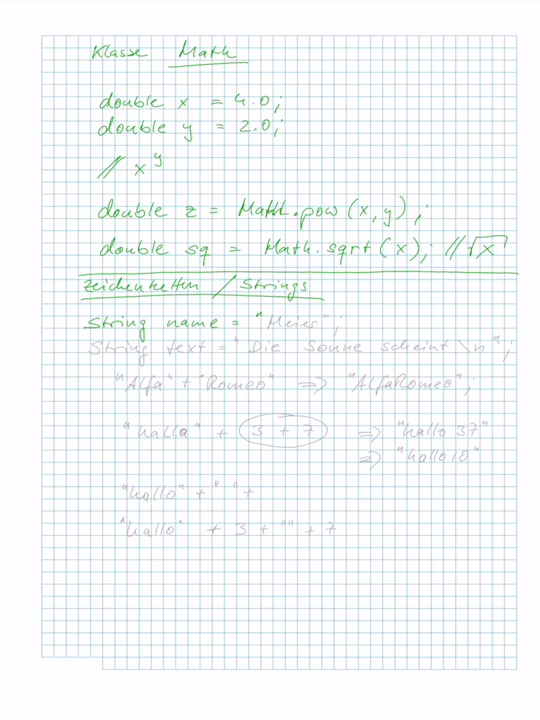 Klasse Math
double x = 4.0;
double y = 2.0;
// x^y
double z = Math.pow (x, y);
double sq = Math.sqrt (x); // √x
Zeichenketten / Strings
String name = "Meier";
String text = "Die Sonne scheint \n";
"Alfa" + "Romeo" => "AlfaRomeo";
"hallo" + 3 + 7 => "hallo 37"
=> "hallo10"
"hallo" + " " +
"hallo" + 3 + "" + 7